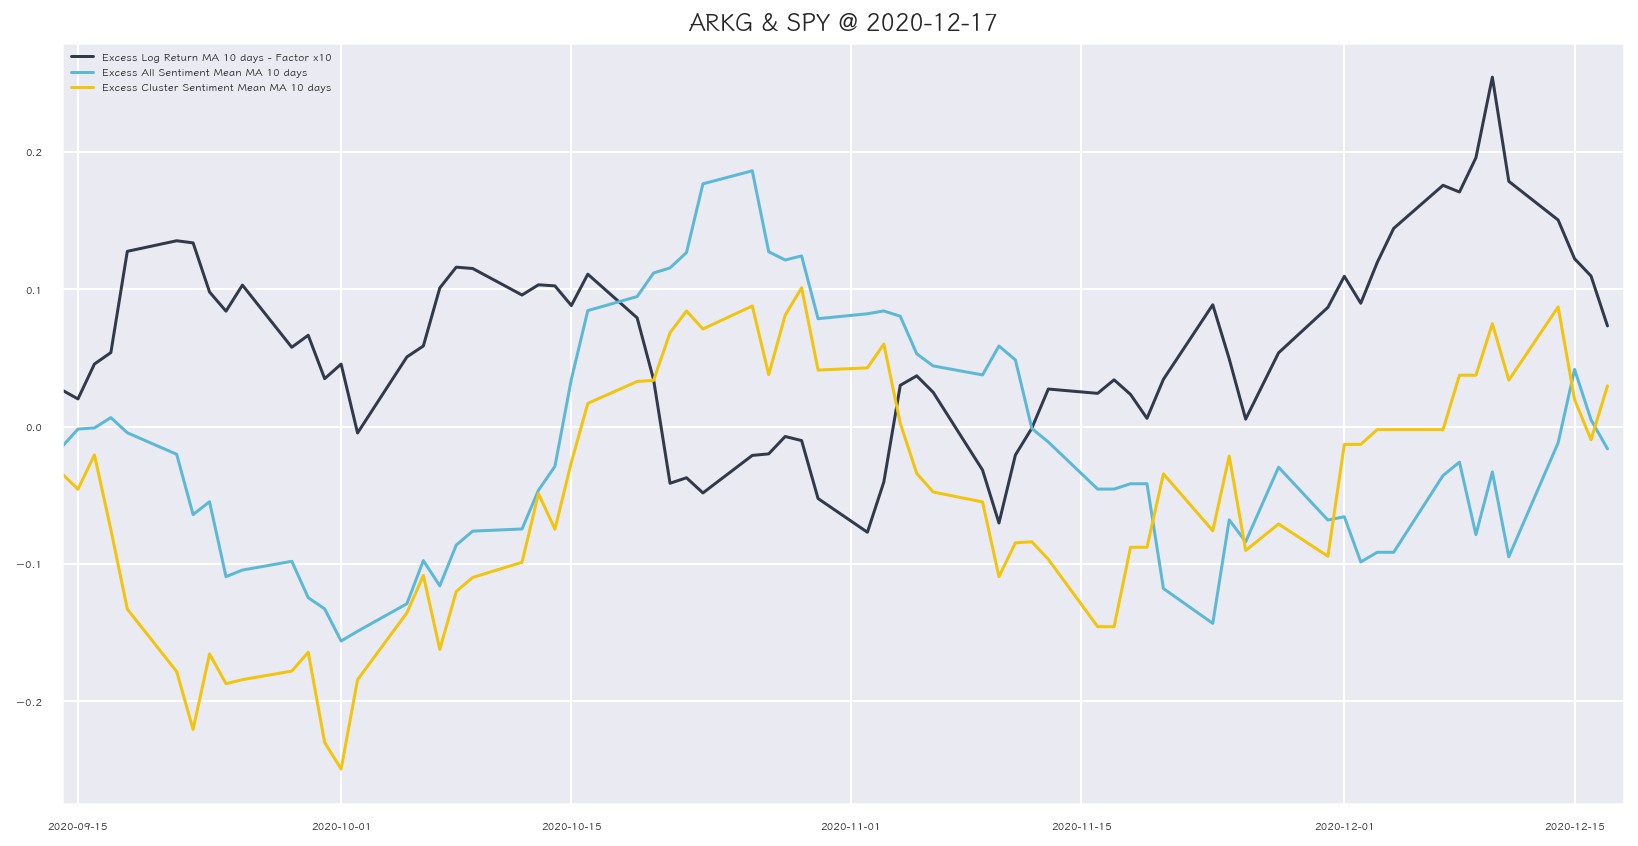 ARKG & SPY @ 2020-12-17
Excess Log Return MA 10 days - Factor x10
Excess All Sentiment Mean MA 10 days
Excess Cluster Sentiment Mean MA 10 days
0.2
0.1
0.0
−0.1
−0.2
2020-09-15 2020-10-01 2020-10-15 2020-11-01 2020-11-15 2020-12-01 2020-12-15